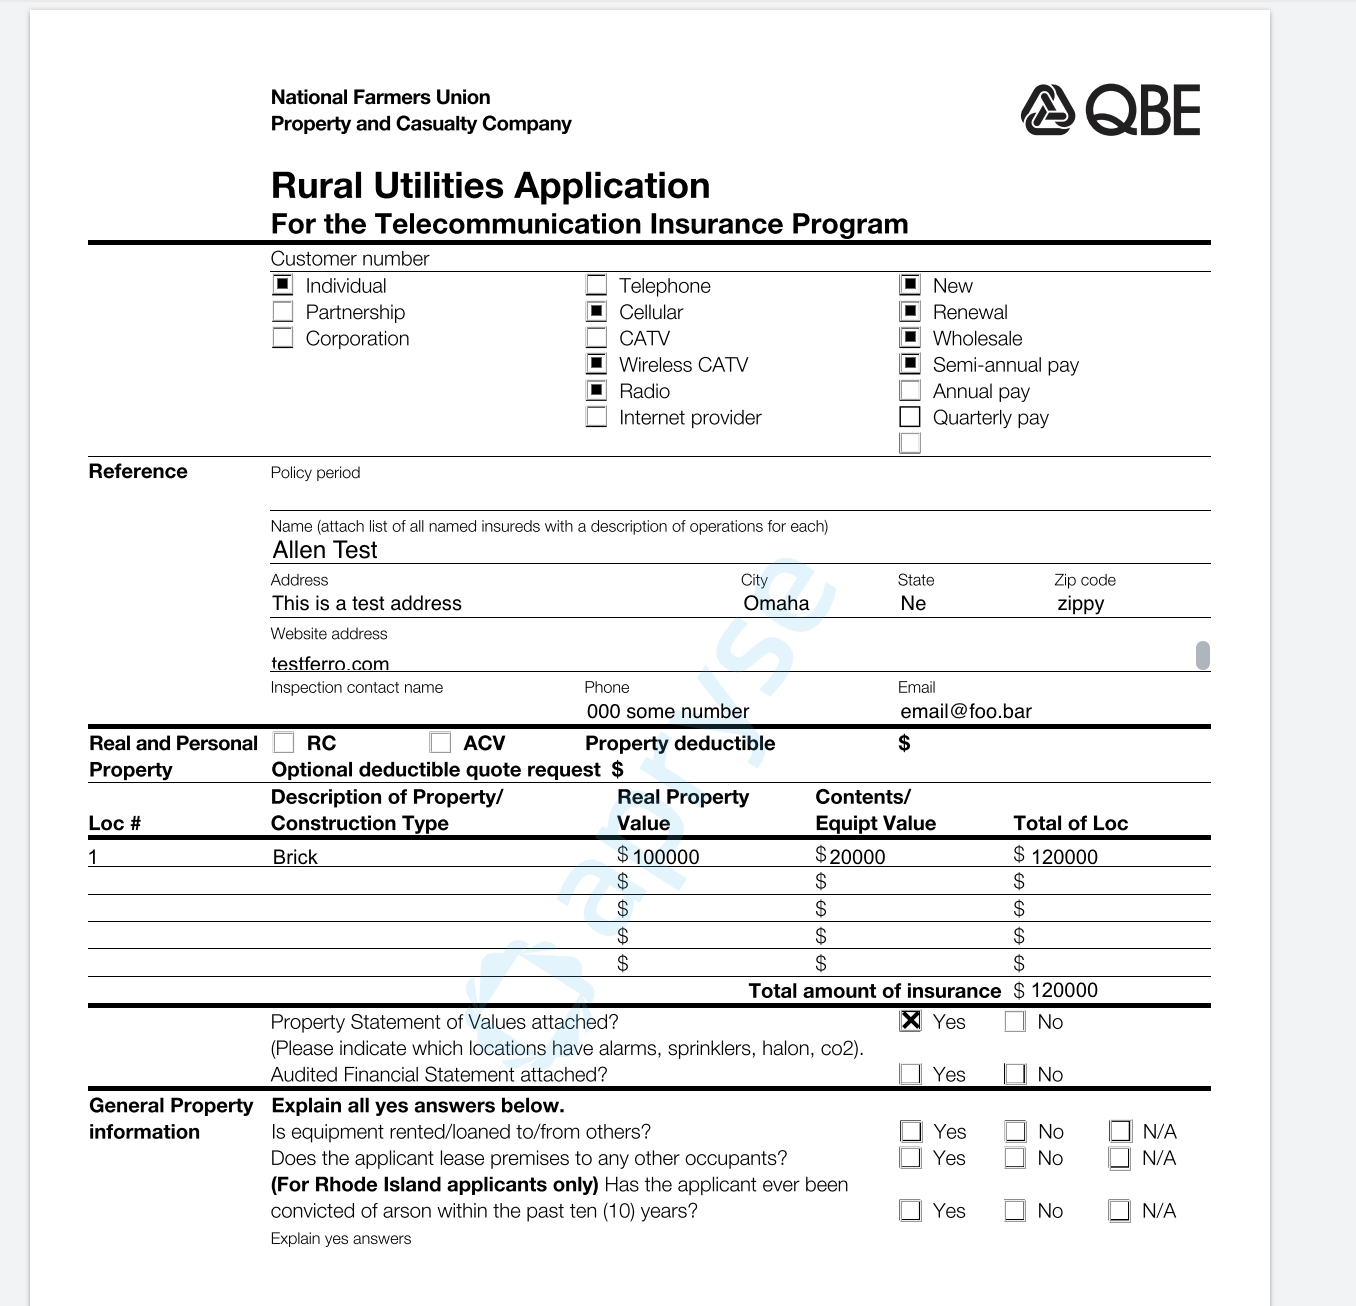 National Farmers Union
Property and Casualty Company
QBE
Rural Utilities Application
For the Telecommunication Insurance Program
Customer number
Individual Telephone New
Partnership Cellular Renewal
Corporation CATV Wholesale
Wireless CATV Semi-annual pay
Radio Annual pay
Internet provider Quarterly pay
Reference Policy period
Name (attach list of all named insureds with a description of operations for each)
Allen Test
Address City State Zip code
This is a test address Omaha Ne zippy
Website address
testferro.com
Inspection contact name Phone Email
000 some number email@foo.bar
Real and Personal RC ACV Property deductible $
Property Optional deductible quote request $
Description of Property/ Real Property Contents/
Loc # Construction Type Value Equipt Value Total of Loc
1 Brick $ 100000 $ 20000 $ 120000
$ $ $
$ $ $
$ $ $
$ $ $
Total amount of insurance $ 120000
Property Statement of Values attached? Yes No
(Please indicate which locations have alarms, sprinklers, halon, co2).
Audited Financial Statement attached? Yes No
General Property Explain all yes answers below.
information Is equipment rented/loaned to/from others? Yes No N/A
Does the applicant lease premises to any other occupants? Yes No N/A
(For Rhode Island applicants only) Has the applicant ever been
convicted of arson within the past ten (10) years? Yes No N/A
Explain yes answers
apryse